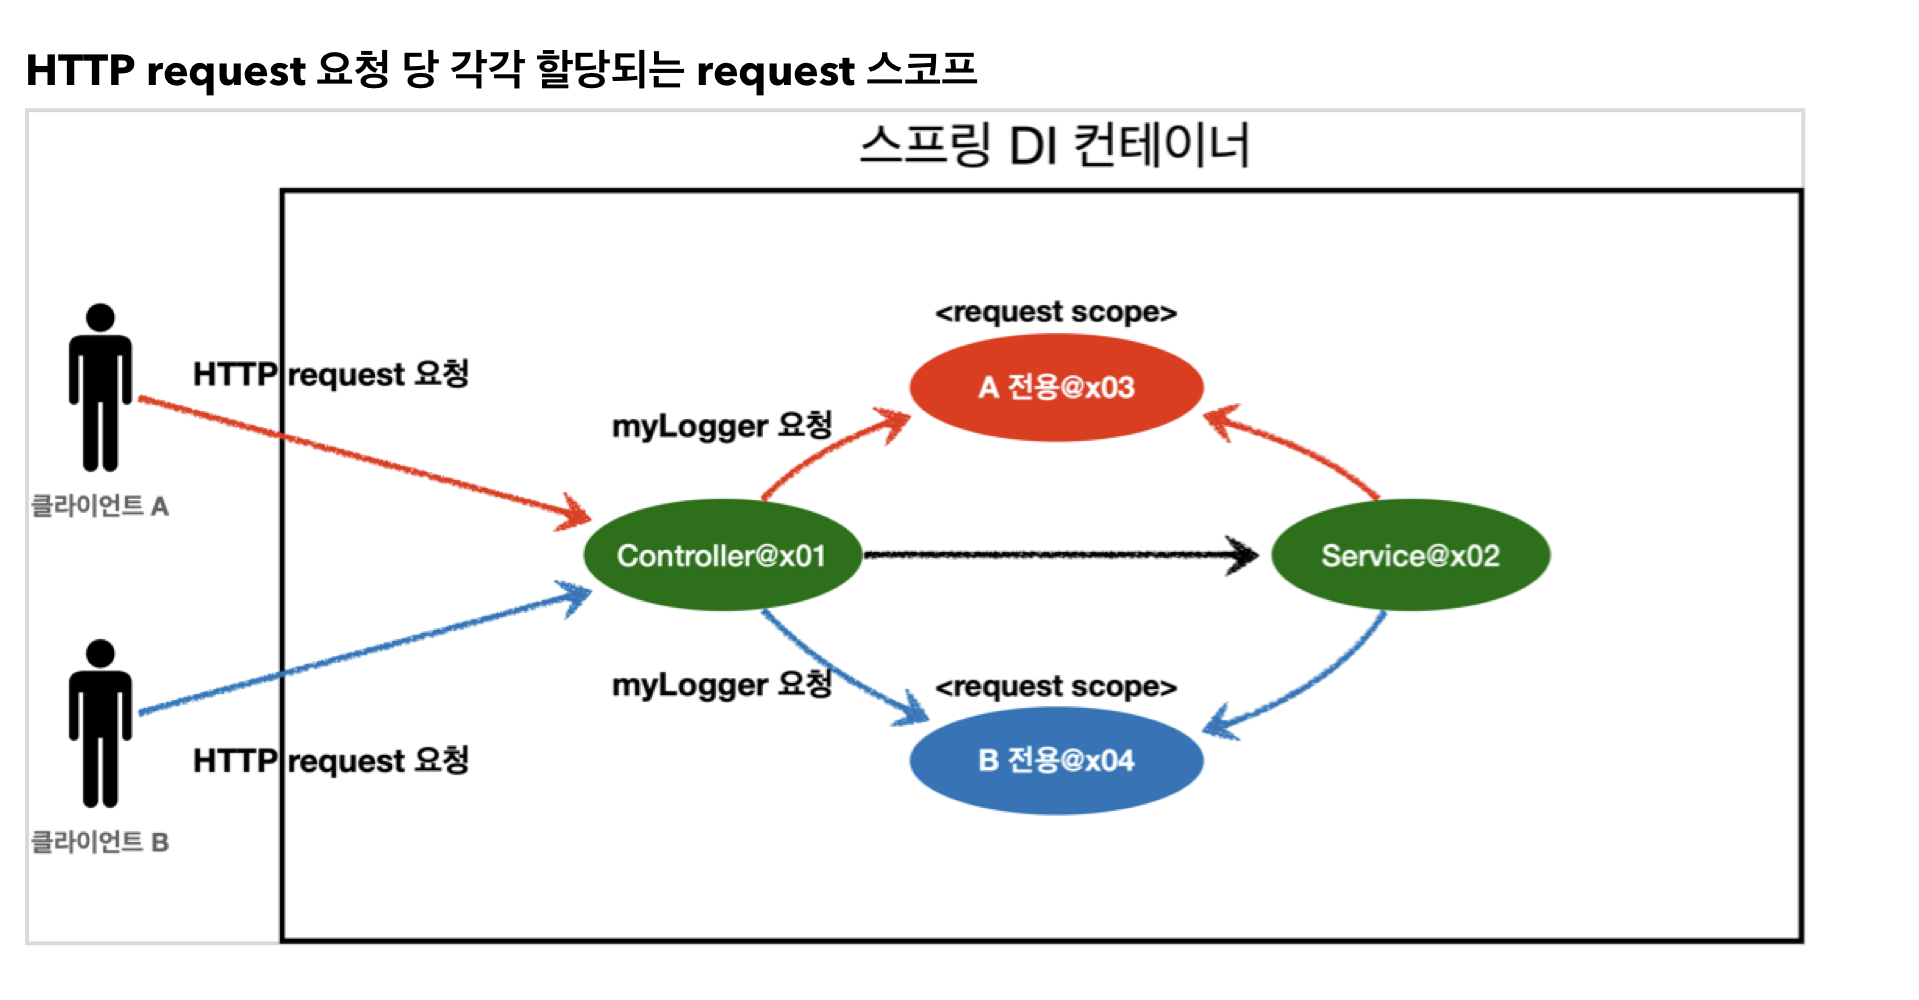 HTTP request 요청 당 각각 할당되는 request 스코프
스프링 DI 컨테이너
<request scope>
HTTP request 요청
A 전용@x03
myLogger 요청
클라이언트 A
Controller@x01
Service@x02
myLogger 요청
<request scope>
HTTP request 요청
B 전용@x04
클라이언트 B